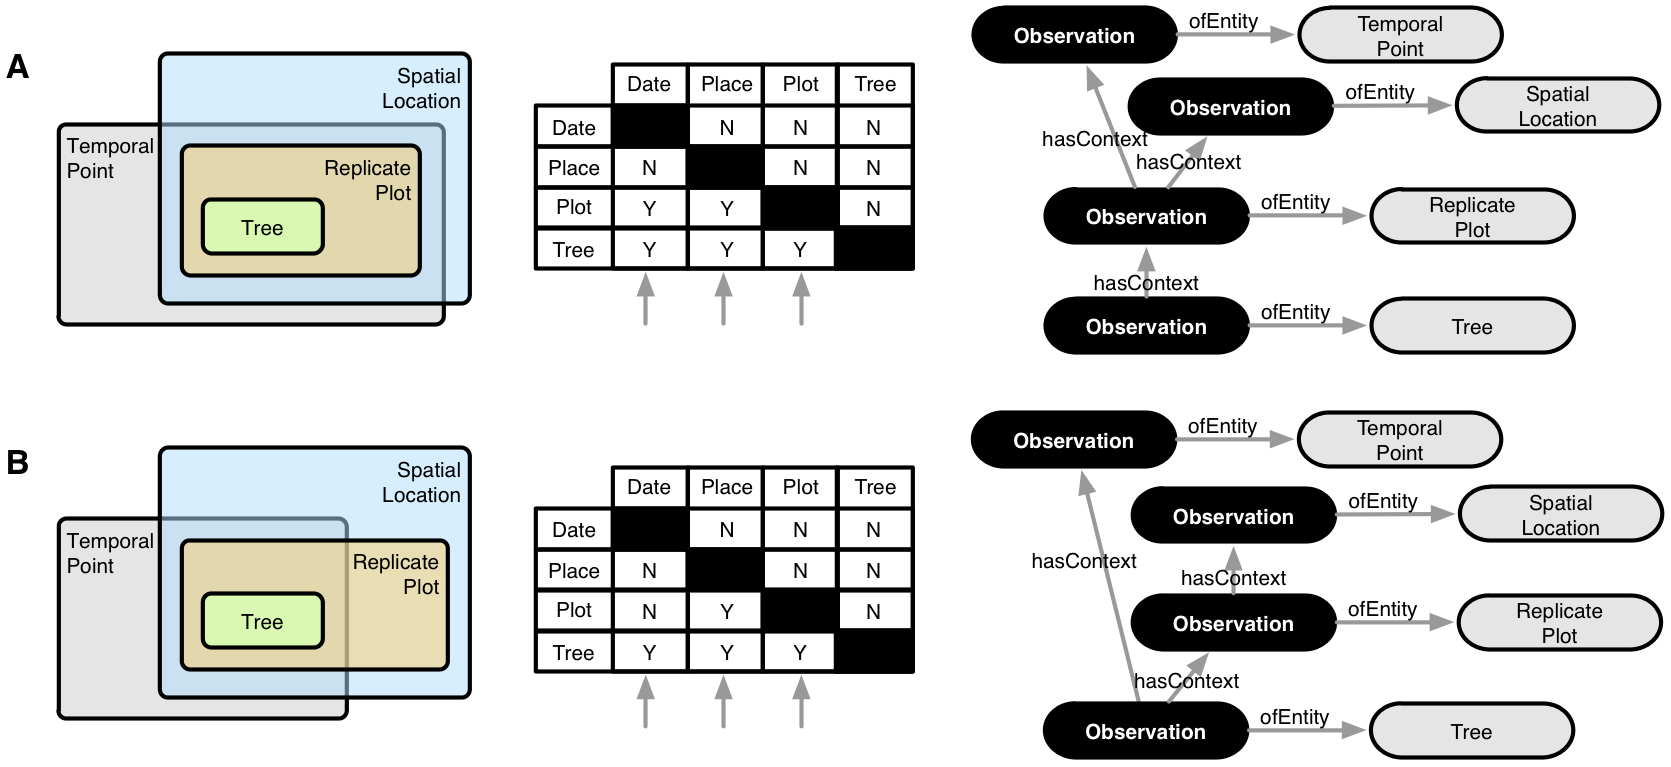 A
Spatial
Location
Temporal
Point
Replicate
Plot
Tree
Date Place Plot Tree
Date N N N
Place N N N
Plot Y Y N
Tree Y Y Y
Observation ofEntity Temporal
Point
hasContext
Observation ofEntity Spatial
Location
hasContext
Observation ofEntity Replicate
Plot
hasContext
Observation ofEntity Tree
B
Spatial
Location
Temporal
Point
Replicate
Plot
Tree
Date Place Plot Tree
Date N N N
Place N N N
Plot N Y N
Tree Y Y Y
Observation ofEntity Temporal
Point
Observation ofEntity Spatial
Location
hasContext
hasContext
Observation ofEntity Replicate
Plot
hasContext
Observation ofEntity Tree